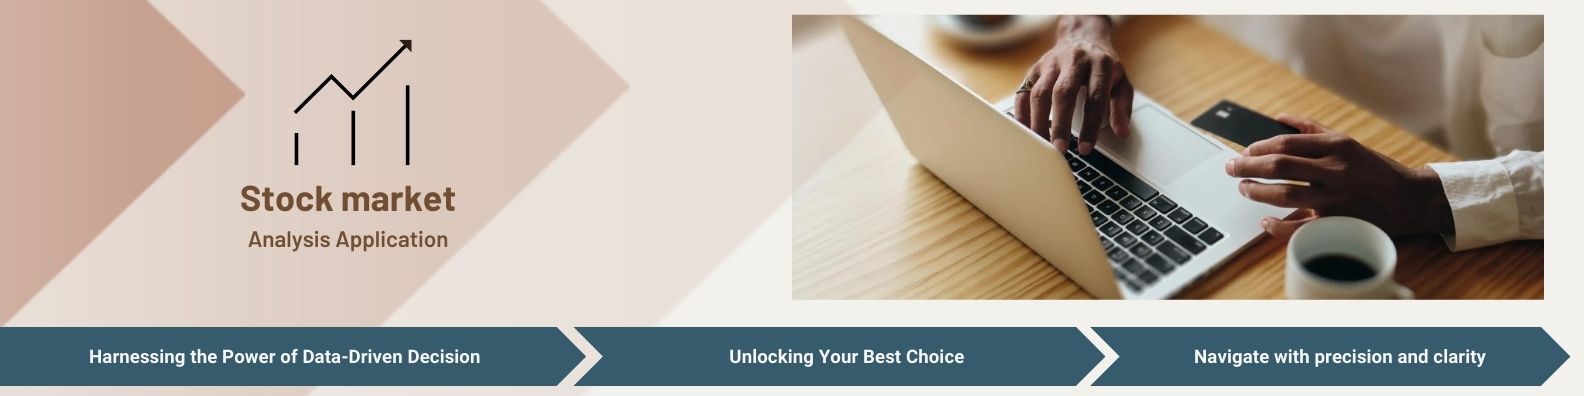 Stock market
Analysis Application
Harnessing the Power of Data-Driven Decision
Unlocking Your Best Choice
Navigate with precision and clarity